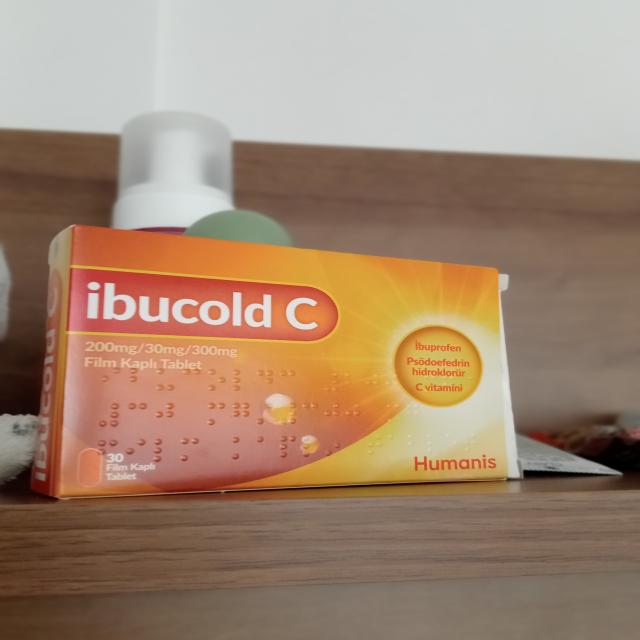 ibucold C
200mg/30mg/300mg
Film Kaplı Tablet
İbuprofen
Psödoefedrin
hidroklorür
C vitamini
30
Film Kaplı
Tablet
Humanis
ibucold C